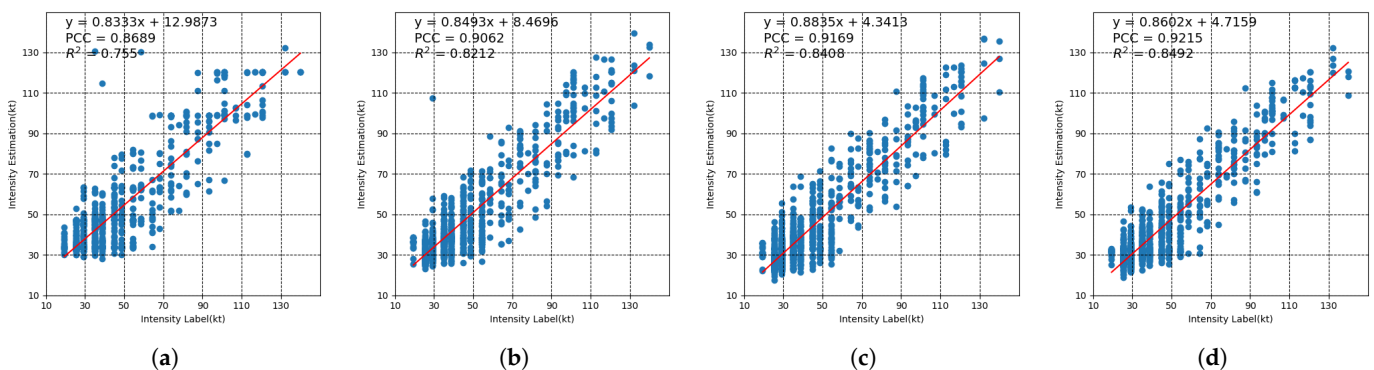 y = 0.8333x + 12.9873
PCC = 0.8689
R² = 0.755
130
110
90
70
50
30
10
Intensity Estimation(kt)
10 30 50 70 90 110 130
Intensity Label(kt)
(a)
y = 0.8493x + 8.4696
PCC = 0.9062
R² = 0.8212
130
110
90
70
50
30
10
Intensity Estimation(kt)
10 30 50 70 90 110 130
Intensity Label(kt)
(b)
y = 0.8835x + 4.3413
PCC = 0.9169
R² = 0.8408
130
110
90
70
50
30
10
Intensity Estimation(kt)
10 30 50 70 90 110 130
Intensity Label(kt)
(c)
y = 0.8602x + 4.7159
PCC = 0.9215
R² = 0.8492
130
110
90
70
50
30
10
Intensity Estimation(kt)
10 30 50 70 90 110 130
Intensity Label(kt)
(d)